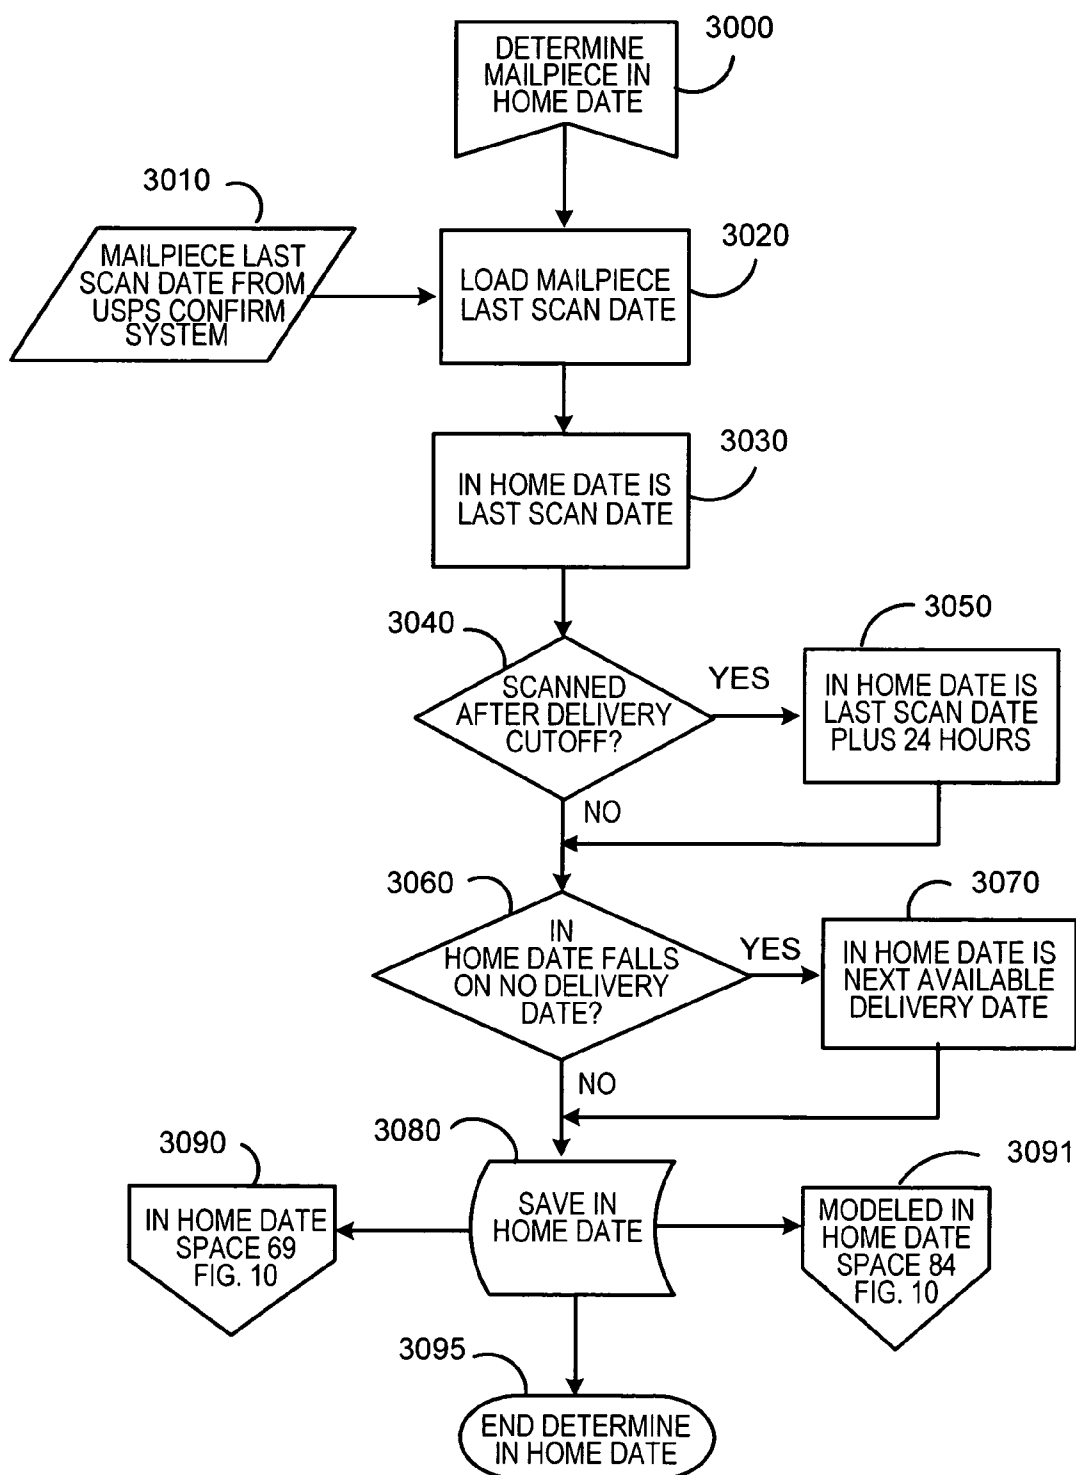 3000
DETERMINE
MAILPIECE IN
HOME DATE
3010
MAILPIECE LAST
SCAN DATE FROM
USPS CONFIRM
SYSTEM
3020
LOAD MAILPIECE
LAST SCAN DATE
3030
IN HOME DATE IS
LAST SCAN DATE
3040
SCANNED
AFTER DELIVERY
CUTOFF?
YES
3050
IN HOME DATE IS
LAST SCAN DATE
PLUS 24 HOURS
NO
3060
IN
HOME DATE FALLS
ON NO DELIVERY
DATE?
YES
3070
IN HOME DATE IS
NEXT AVAILABLE
DELIVERY DATE
NO
3080
SAVE IN
HOME DATE
3090
IN HOME DATE
SPACE 69
FIG. 10
3091
MODELED IN
HOME DATE
SPACE 84
FIG. 10
3095
END DETERMINE
IN HOME DATE